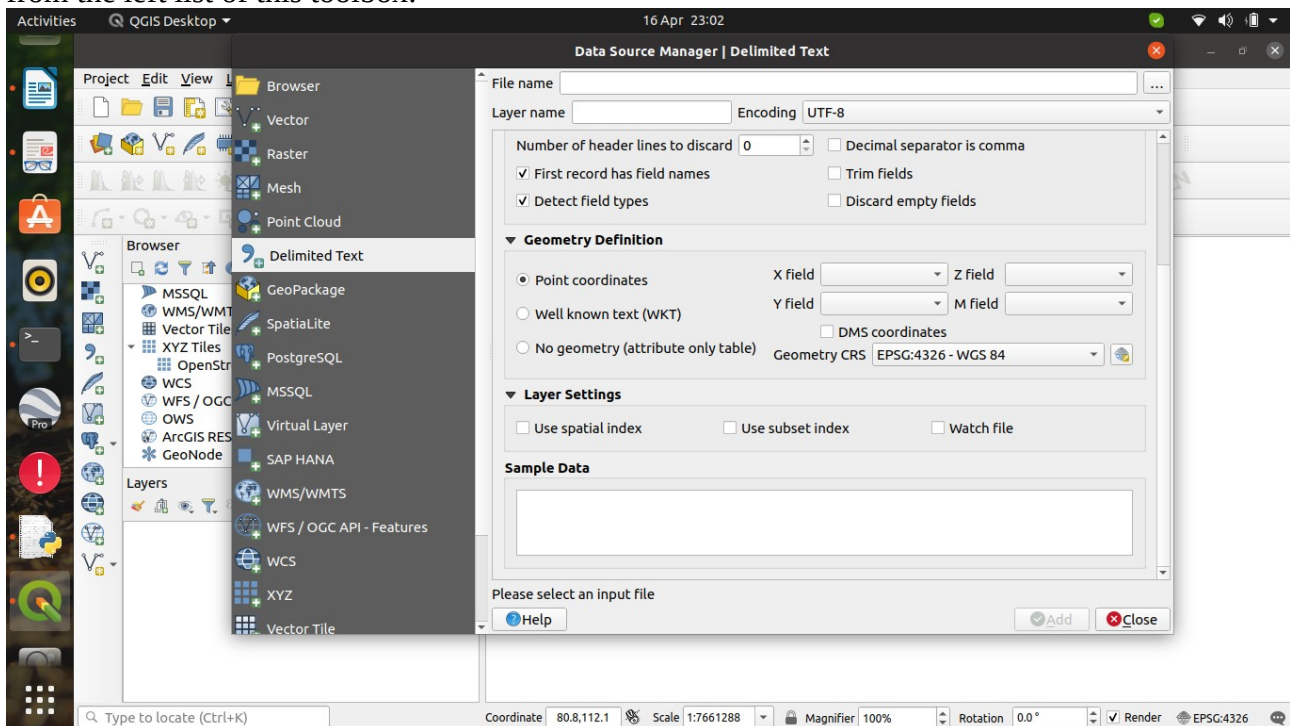 from the left list of this toolbox.
Activities
QGIS Desktop
16 Apr 23:02
Data Source Manager | Delimited Text
Project Edit View
Browser
Vector
Raster
Mesh
Point Cloud
Delimited Text
GeoPackage
SpatiaLite
PostgreSQL
MSSQL
Virtual Layer
SAP HANA
WMS/WMTS
WFS / OGC API - Features
WCS
XYZ
Vector Tile
File name
...
Layer name
Encoding UTF-8
Number of header lines to discard 0
Decimal separator is comma
First record has field names
Trim fields
Detect field types
Discard empty fields
Geometry Definition
Point coordinates
X field
Z field
Well known text (WKT)
Y field
M field
DMS coordinates
No geometry (attribute only table)
Geometry CRS EPSG:4326 - WGS 84
Layer Settings
Use spatial index
Use subset index
Watch file
Sample Data
Please select an input file
Help
Add
Close
Browser
MSSQL
WMS/WMT
Vector Tile
XYZ Tiles
OpenStr
WCS
WFS / OGC
OWS
ArcGIS RES
GeoNode
Layers
Pro
Type to locate (Ctrl+K)
Coordinate 80.8,112.1
Scale 1:7661288
Magnifier 100%
Rotation 0.0 °
Render
EPSG:4326